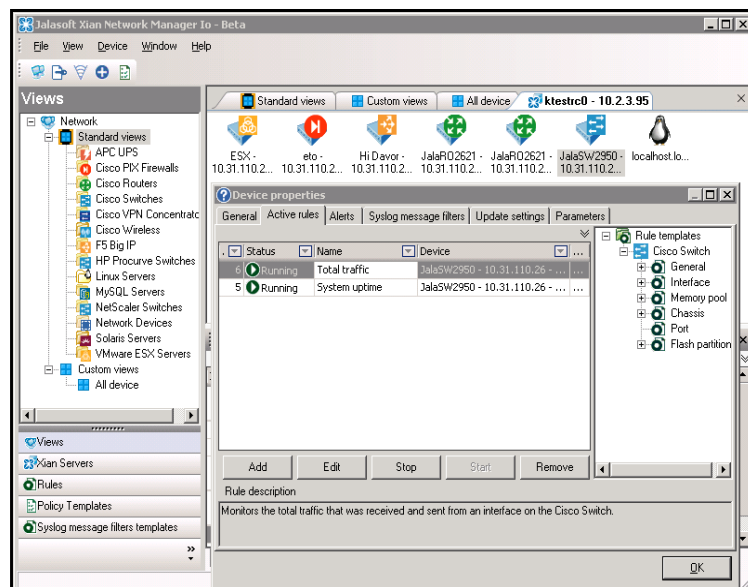 Jalasoft Xian Network Manager Io - Beta
File View Device Window Help
Views
Network
Standard views
APC UPS
Cisco PIX Firewalls
Cisco Routers
Cisco Switches
Cisco VPN Concentratc
Cisco Wireless
F5 Big IP
HP Procurve Switches
Linux Servers
MySQL Servers
NetScaler Switches
Network Devices
Solaris Servers
VMware ESX Servers
Custom views
All device
Views
Xian Servers
Rules
Policy Templates
Syslog message filters templates
Standard views Custom views All device ktestrc0 - 10.2.3.95
ESX - eto - Hi Davor - JalaRO2621 - JalaRO2621 - JalaSW2950 - localhost.lo...
10.31.110.2... 10.31.110.2... 10.31.110.2... 10.31.110.2... 10.31.110.2... 10.31.110.2...
Device properties
General Active rules Alerts Syslog message filters Update settings Parameters
. Status Name Device ...
6 Running Total traffic JalaSW2950 - 10.31.110.26 - ... ...
5 Running System uptime JalaSW2950 - 10.31.110.26 - ... ...
Rule templates
Cisco Switch
General
Interface
Memory pool
Chassis
Port
Flash partition
Add Edit Stop Start Remove
Rule description
Monitors the total traffic that was received and sent from an interface on the Cisco Switch.
OK